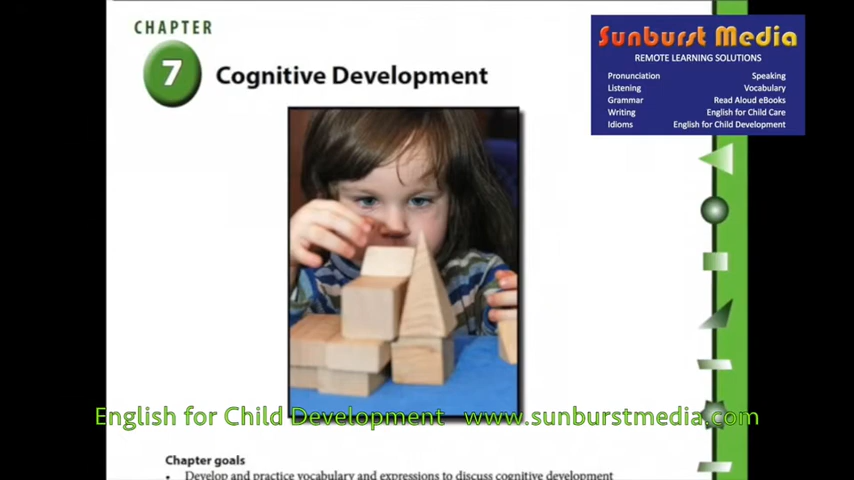 CHAPTER
7
Cognitive Development
Sunburst Media
REMOTE LEARNING SOLUTIONS
Pronunciation Speaking
Listening Vocabulary
Grammar Read Aloud eBooks
Writing English for Child Care
Idioms English for Child Development
English for Child Development www.sunburstmedia.com
Chapter goals
• Develop and practice vocabulary and expressions to discuss cognitive development